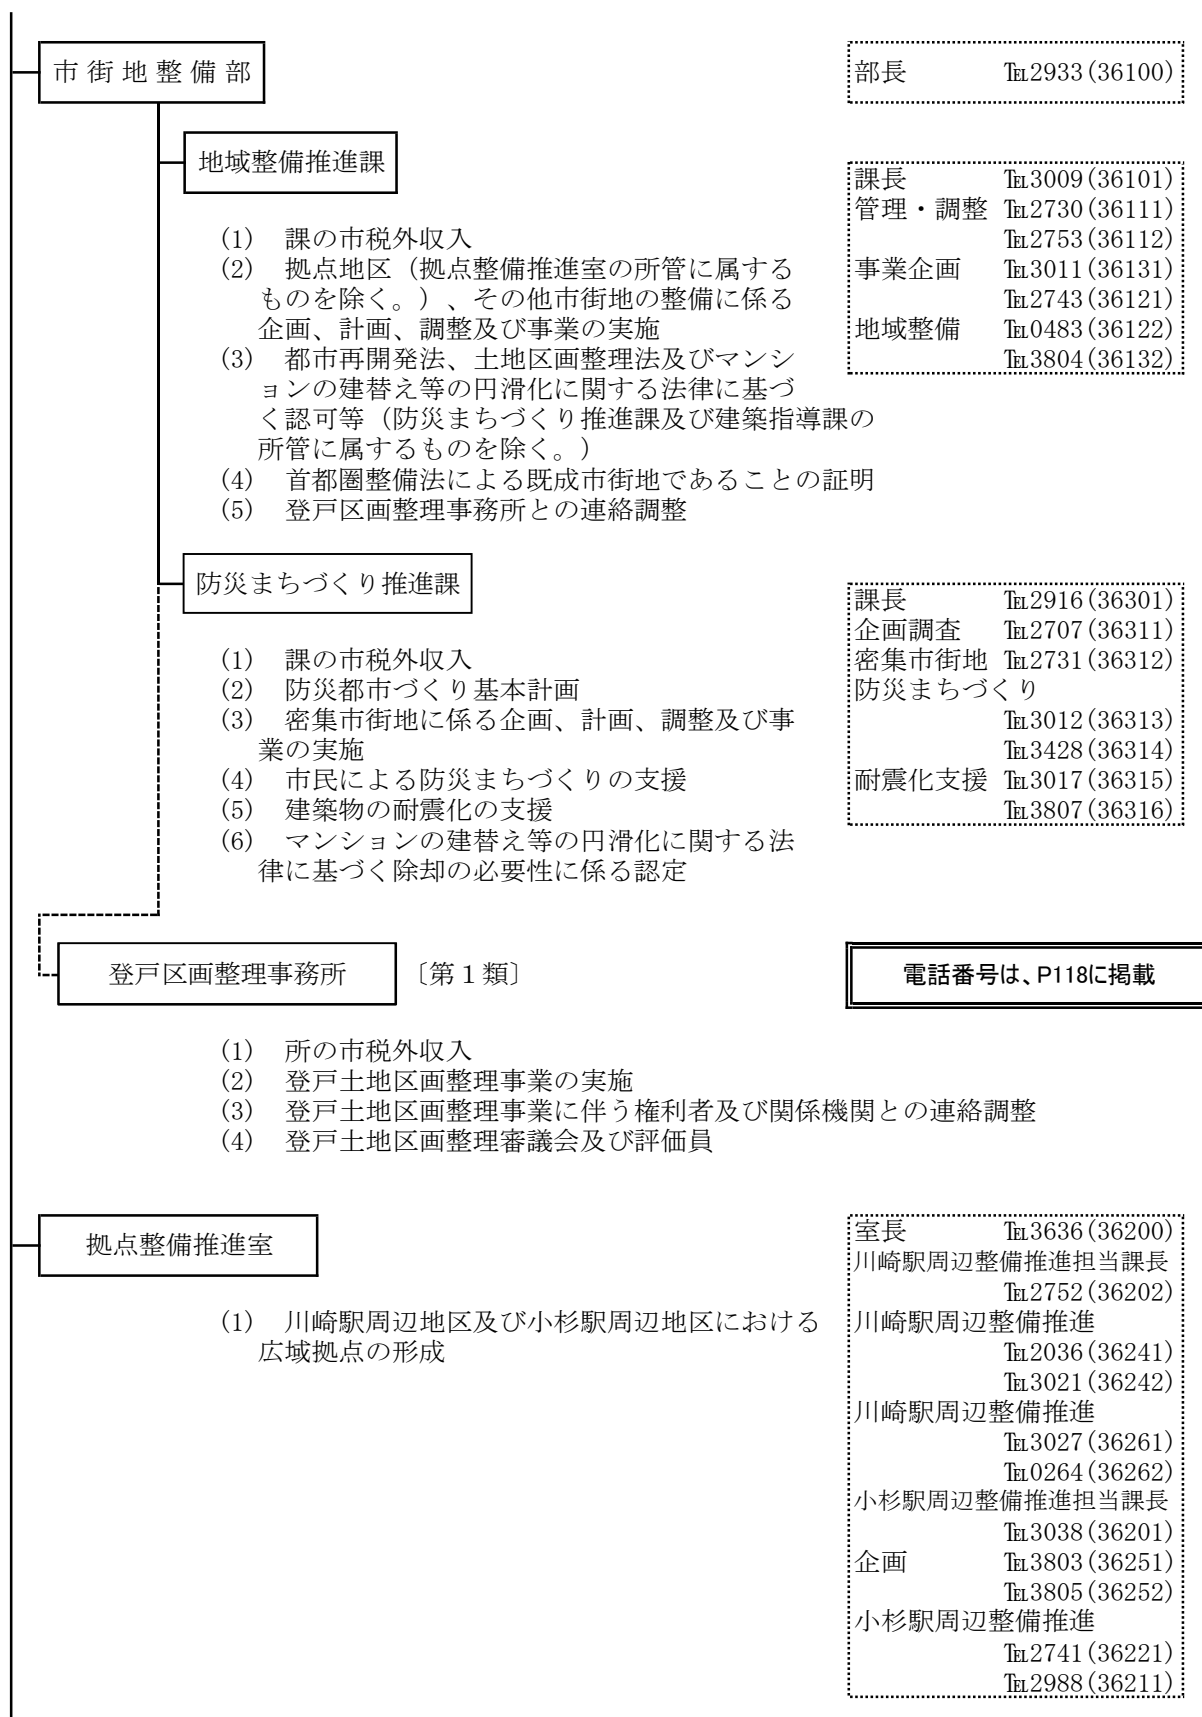 市街地整備部
部長 ℡2933(36100)
地域整備推進課
課長 ℡3009(36101)
管理・調整 ℡2730(36111)
℡2753(36112)
事業企画 ℡3011(36131)
℡2743(36121)
地域整備 ℡0483(36122)
℡3804(36132)
(1) 課の市税外収入
(2) 拠点地区（拠点整備推進室の所管に属する
ものを除く。）、その他市街地の整備に係る
企画、計画、調整及び事業の実施
(3) 都市再開発法、土地区画整理法及びマンシ
ョンの建替え等の円滑化に関する法律に基づ
く認可等（防災まちづくり推進課及び建築指導課の
所管に属するものを除く。）
(4) 首都圏整備法による既成市街地であることの証明
(5) 登戸区画整理事務所との連絡調整
防災まちづくり推進課
課長 ℡2916(36301)
企画調査 ℡2707(36311)
密集市街地 ℡2731(36312)
防災まちづくり
℡3012(36313)
℡3428(36314)
耐震化支援 ℡3017(36315)
℡3807(36316)
(1) 課の市税外収入
(2) 防災都市づくり基本計画
(3) 密集市街地に係る企画、計画、調整及び事
業の実施
(4) 市民による防災まちづくりの支援
(5) 建築物の耐震化の支援
(6) マンションの建替え等の円滑化に関する法
律に基づく除却の必要性に係る認定
登戸区画整理事務所 〔第１類〕
電話番号は、P118に掲載
(1) 所の市税外収入
(2) 登戸土地区画整理事業の実施
(3) 登戸土地区画整理事業に伴う権利者及び関係機関との連絡調整
(4) 登戸土地区画整理審議会及び評価員
拠点整備推進室
室長 ℡3636(36200)
川崎駅周辺整備推進担当課長
℡2752(36202)
川崎駅周辺整備推進
℡2036(36241)
℡3021(36242)
川崎駅周辺整備推進
℡3027(36261)
℡0264(36262)
小杉駅周辺整備推進担当課長
℡3038(36201)
企画 ℡3803(36251)
℡3805(36252)
小杉駅周辺整備推進
℡2741(36221)
℡2988(36211)
(1) 川崎駅周辺地区及び小杉駅周辺地区における
広域拠点の形成